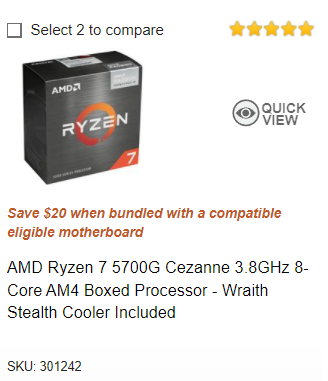 Select 2 to compare
AMD
RYZEN
7
QUICK
VIEW
Save $20 when bundled with a compatible
eligible motherboard
AMD Ryzen 7 5700G Cezanne 3.8GHz 8-
Core AM4 Boxed Processor - Wraith
Stealth Cooler Included
SKU: 301242